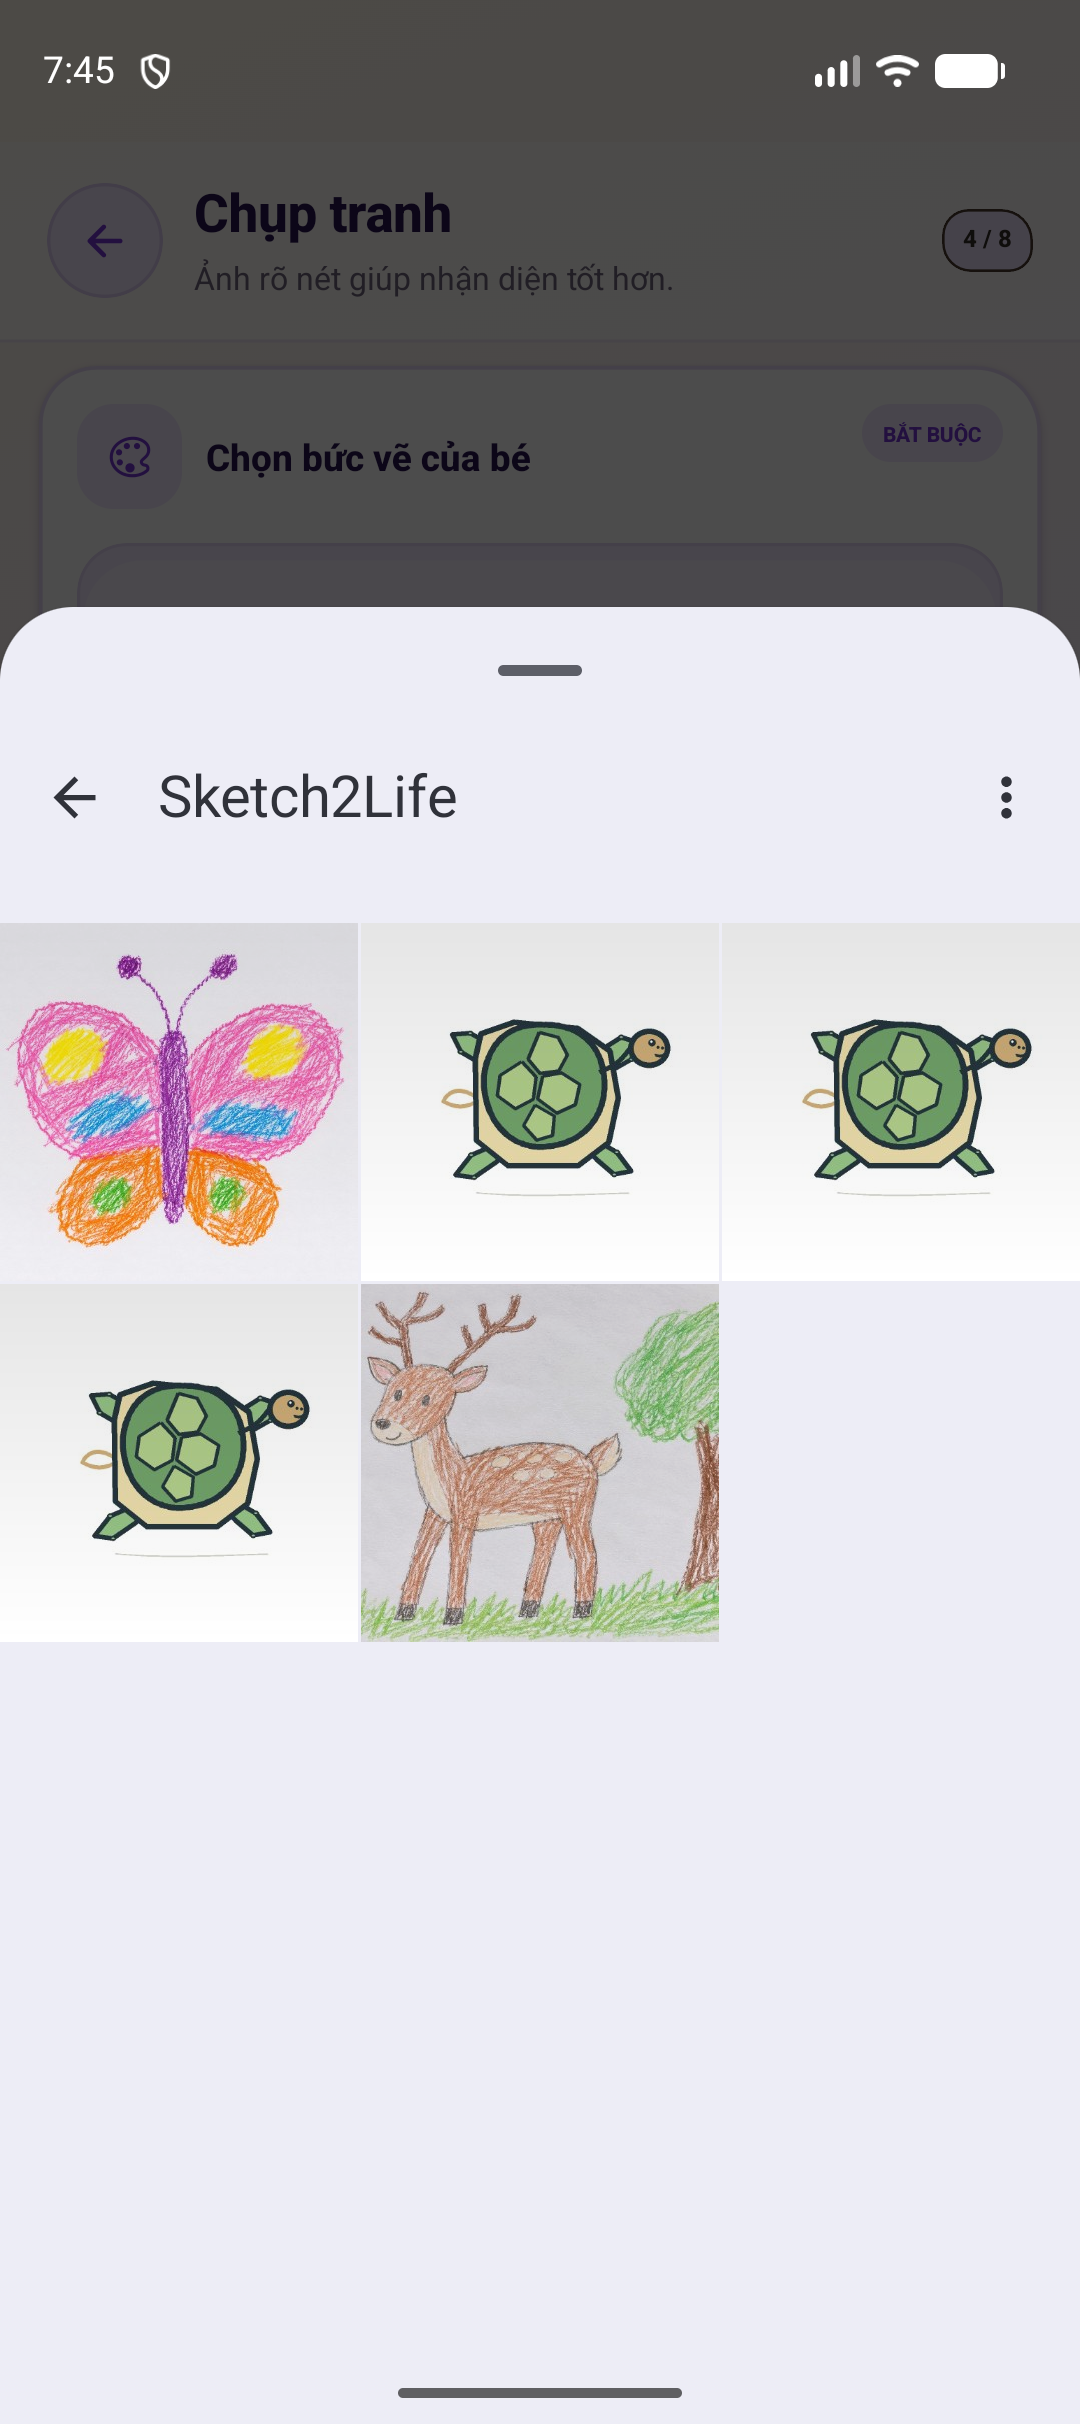 7:45
Chụp tranh
Ảnh rõ nét giúp nhận diện tốt hơn.
4 / 8
Chọn bức vẽ của bé
BẮT BUỘC
Sketch2Life